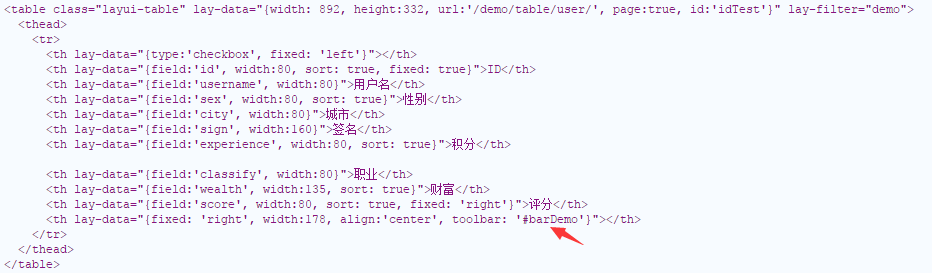 <table class="layui-table" lay-data="{width: 892, height:332, url:'/demo/table/user/', page:true, id:'idTest'}" lay-filter="demo">
<thead>
<tr>
<th lay-data="{type:'checkbox', fixed: 'left'}"></th>
<th lay-data="{field:'id', width:80, sort: true, fixed: true}">ID</th>
<th lay-data="{field:'username', width:80}">用户名</th>
<th lay-data="{field:'sex', width:80, sort: true}">性别</th>
<th lay-data="{field:'city', width:80}">城市</th>
<th lay-data="{field:'sign', width:160}">签名</th>
<th lay-data="{field:'experience', width:80, sort: true}">积分</th>
<th lay-data="{field:'classify', width:80}">职业</th>
<th lay-data="{field:'wealth', width:135, sort: true}">财富</th>
<th lay-data="{field:'score', width:80, sort: true, fixed: 'right'}">评分</th>
<th lay-data="{fixed: 'right', width:178, align:'center', toolbar: '#barDemo'}"></th>
</tr>
</thead>
</table>